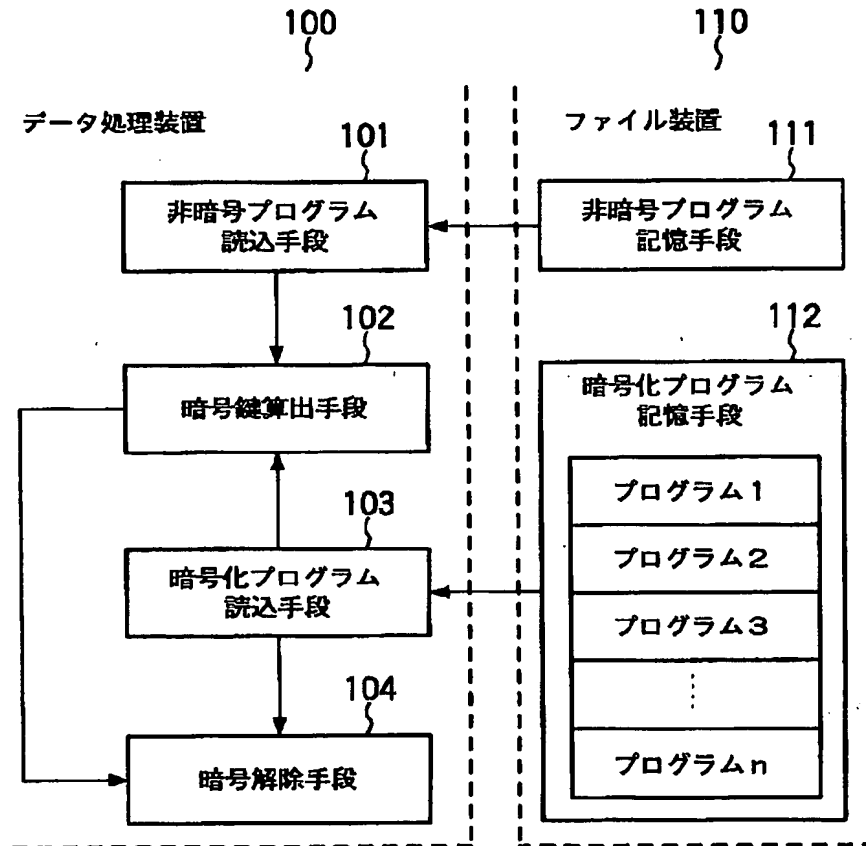 100
110
データ処理装置
ファイル装置
101
111
非暗号プログラム
読込手段
非暗号プログラム
記憶手段
102
112
暗号鍵算出手段
暗号化プログラム
記憶手段
プログラム1
103
プログラム2
暗号化プログラム
読込手段
プログラム3
⋮
104
プログラムn
暗号解除手段